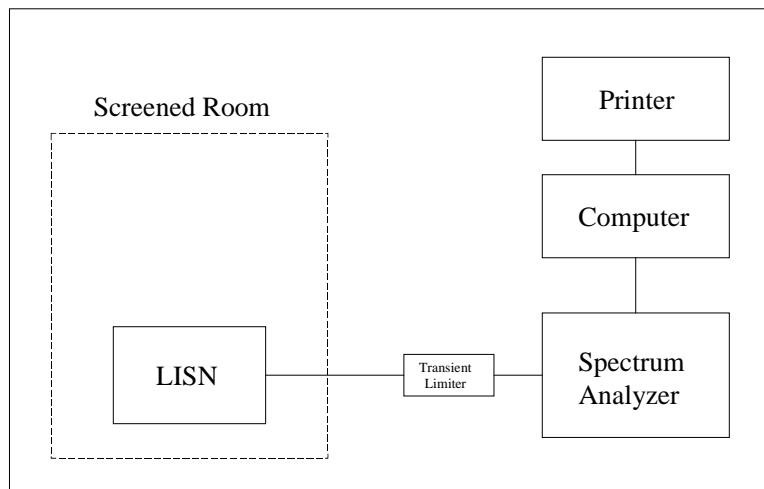 Screened Room
Printer
Computer
LISN
Transient
Limiter
Spectrum
Analyzer